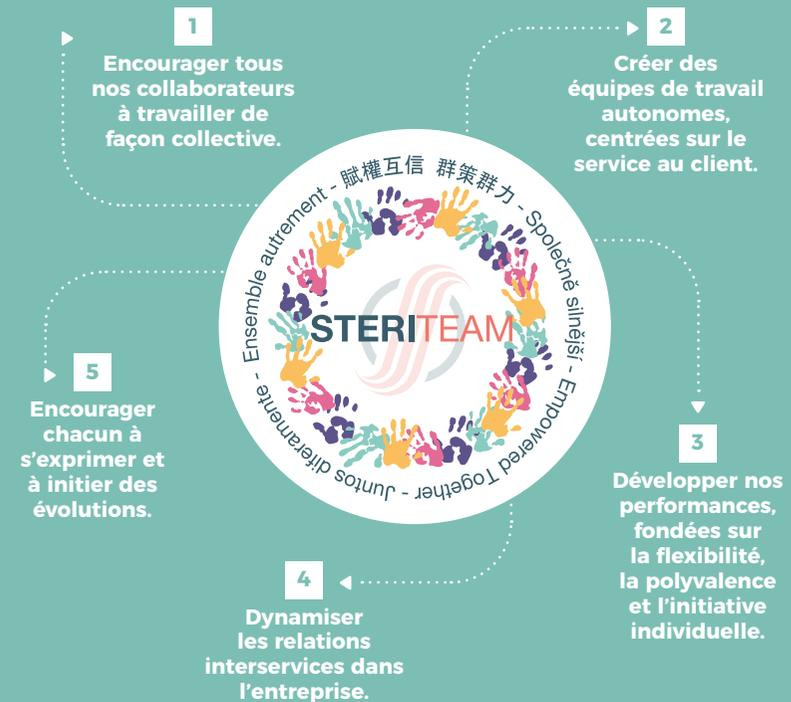 1
Encourager tous
nos collaborateurs
à travailler de
façon collective.
2
Créer des
équipes de travail
autonomes,
centrées sur le
service au client.
Ensemble autrement - 賦權互信 群策群力 - Společně silnější - Empowered Together - Juntos diferamente -
STERITEAM
3
Développer nos
performances,
fondées sur
la flexibilité,
la polyvalence
et l’initiative
individuelle.
4
Dynamiser
les relations
interservices dans
l’entreprise.
5
Encourager
chacun à
s’exprimer et
à initier des
évolutions.